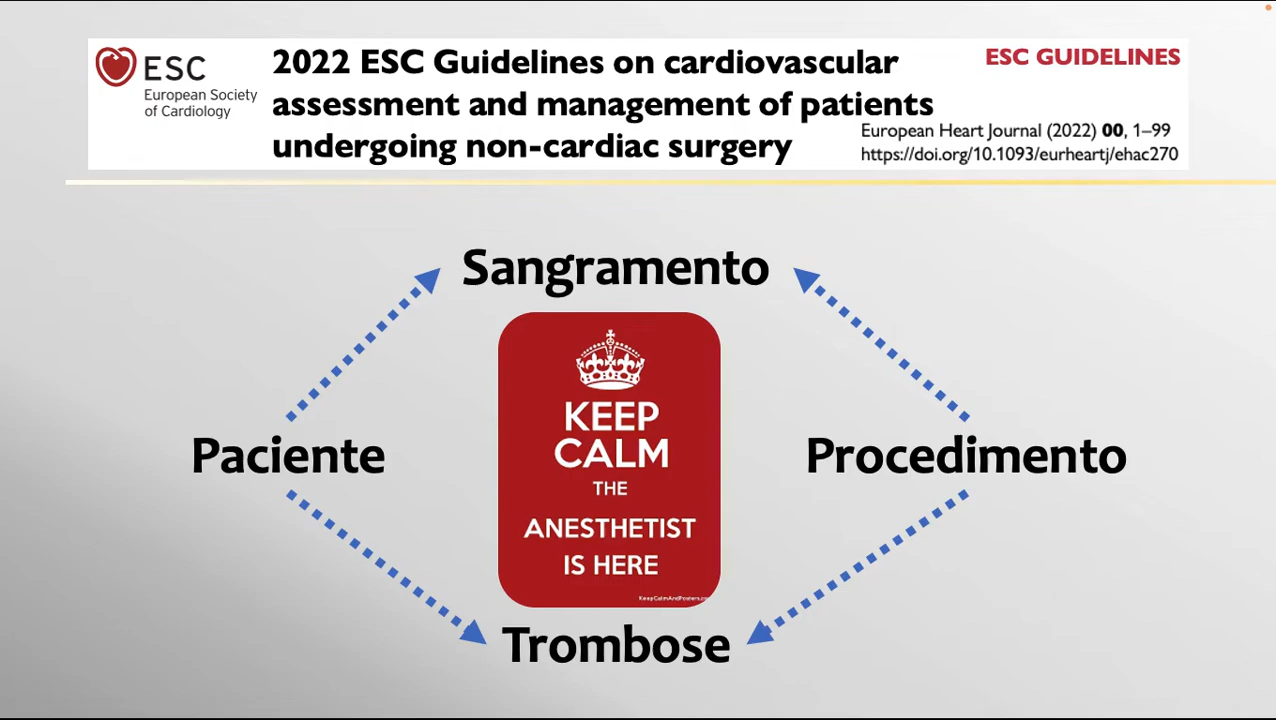 ESC
European Society
of Cardiology
2022 ESC Guidelines on cardiovascular
assessment and management of patients
undergoing non-cardiac surgery
ESC GUIDELINES
European Heart Journal (2022) 00, 1–99
https://doi.org/10.1093/eurheartj/ehac270
Sangramento
KEEP
CALM
THE
ANESTHETIST
IS HERE
Paciente
Procedimento
Trombose